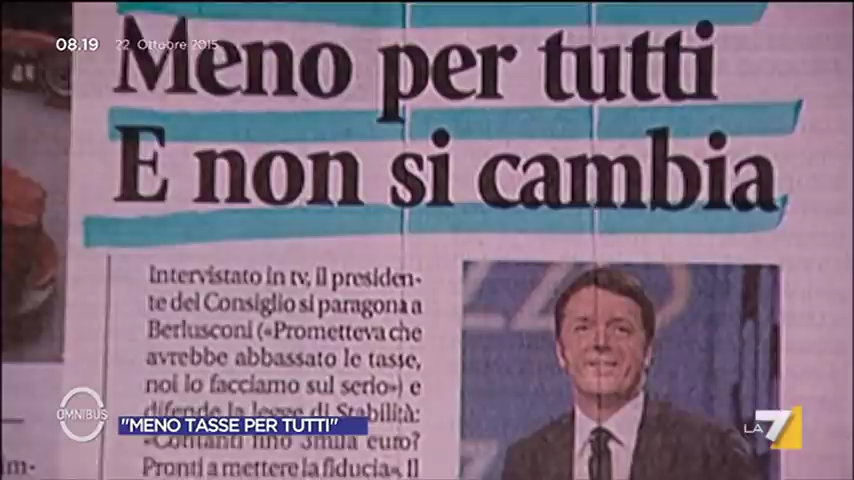 08.19 22 Ottobre 2015
Meno per tutti
E non si cambia
Intervistato in tv, il presiden-
te del Consiglio si paragona a
Berlusconi («Prometteva che
avrebbe abbassato le tasse,
noi lo facciamo sul serio») e
difende la legge di Stabilità:
«Contanti fino 3mila euro?
Pronti a mettere la fiducia». Il
im-
OMNIBUS
"MENO TASSE PER TUTTI"
LA7